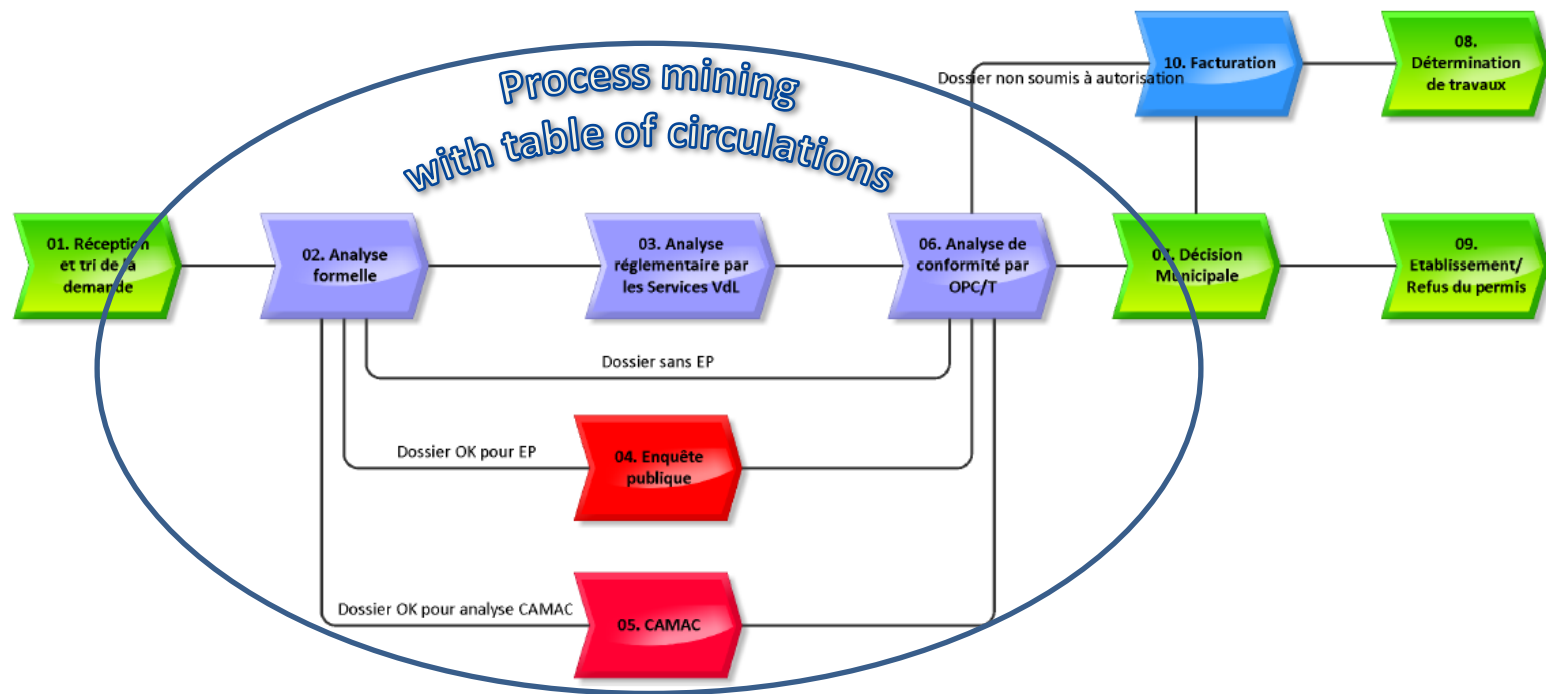 Process mining
with table of circulations
Dossier non soumis à autorisation
10. Facturation
08.
Détermination
de travaux
01. Réception
et tri de la
demande
02. Analyse
formelle
03. Analyse
réglementaire par
les Services VdL
06. Analyse de
conformité par
OPC/T
07. Décision
Municipale
09.
Etablissement/
Refus du permis
Dossier sans EP
Dossier OK pour EP
04. Enquête
publique
Dossier OK pour analyse CAMAC
05. CAMAC